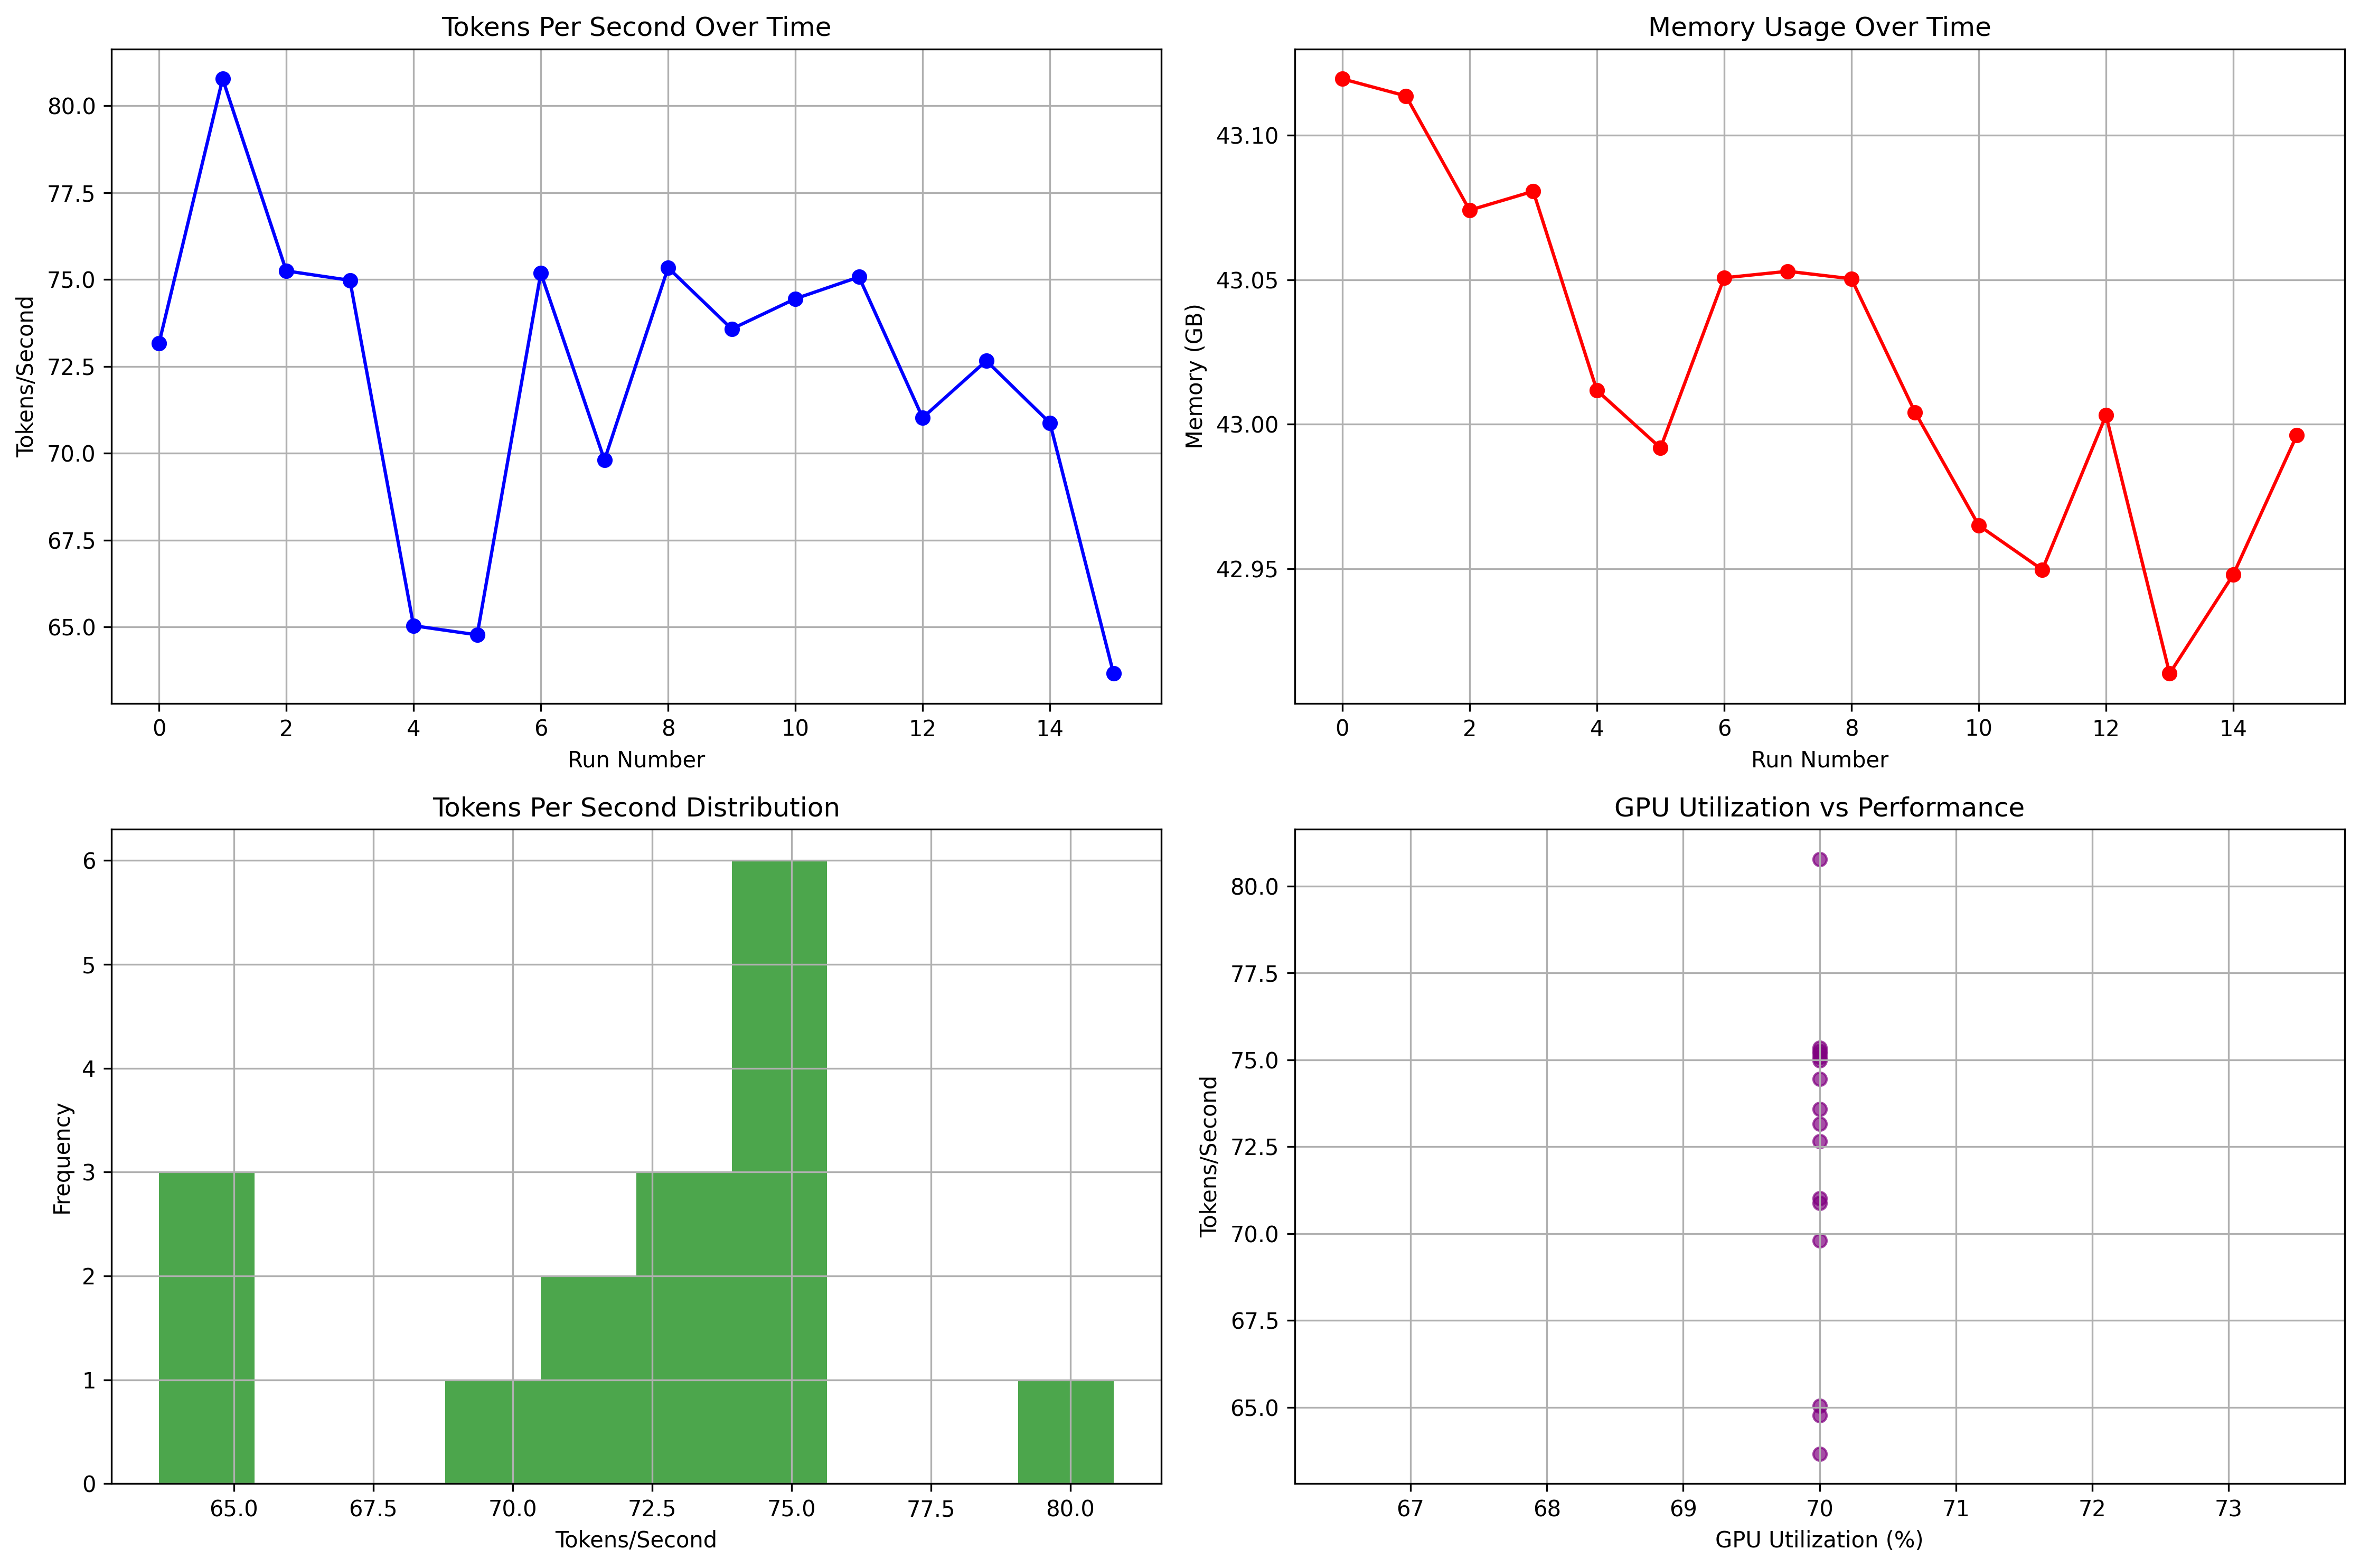 Tokens Per Second Over Time
80.0
77.5
75.0
72.5
70.0
67.5
65.0
Tokens/Second
0 2 4 6 8 10 12 14
Run Number
Memory Usage Over Time
43.10
43.05
43.00
42.95
Memory (GB)
0 2 4 6 8 10 12 14
Run Number
Tokens Per Second Distribution
6
5
4
3
2
1
0
Frequency
65.0 67.5 70.0 72.5 75.0 77.5 80.0
Tokens/Second
GPU Utilization vs Performance
80.0
77.5
75.0
72.5
70.0
67.5
65.0
Tokens/Second
67 68 69 70 71 72 73
GPU Utilization (%)